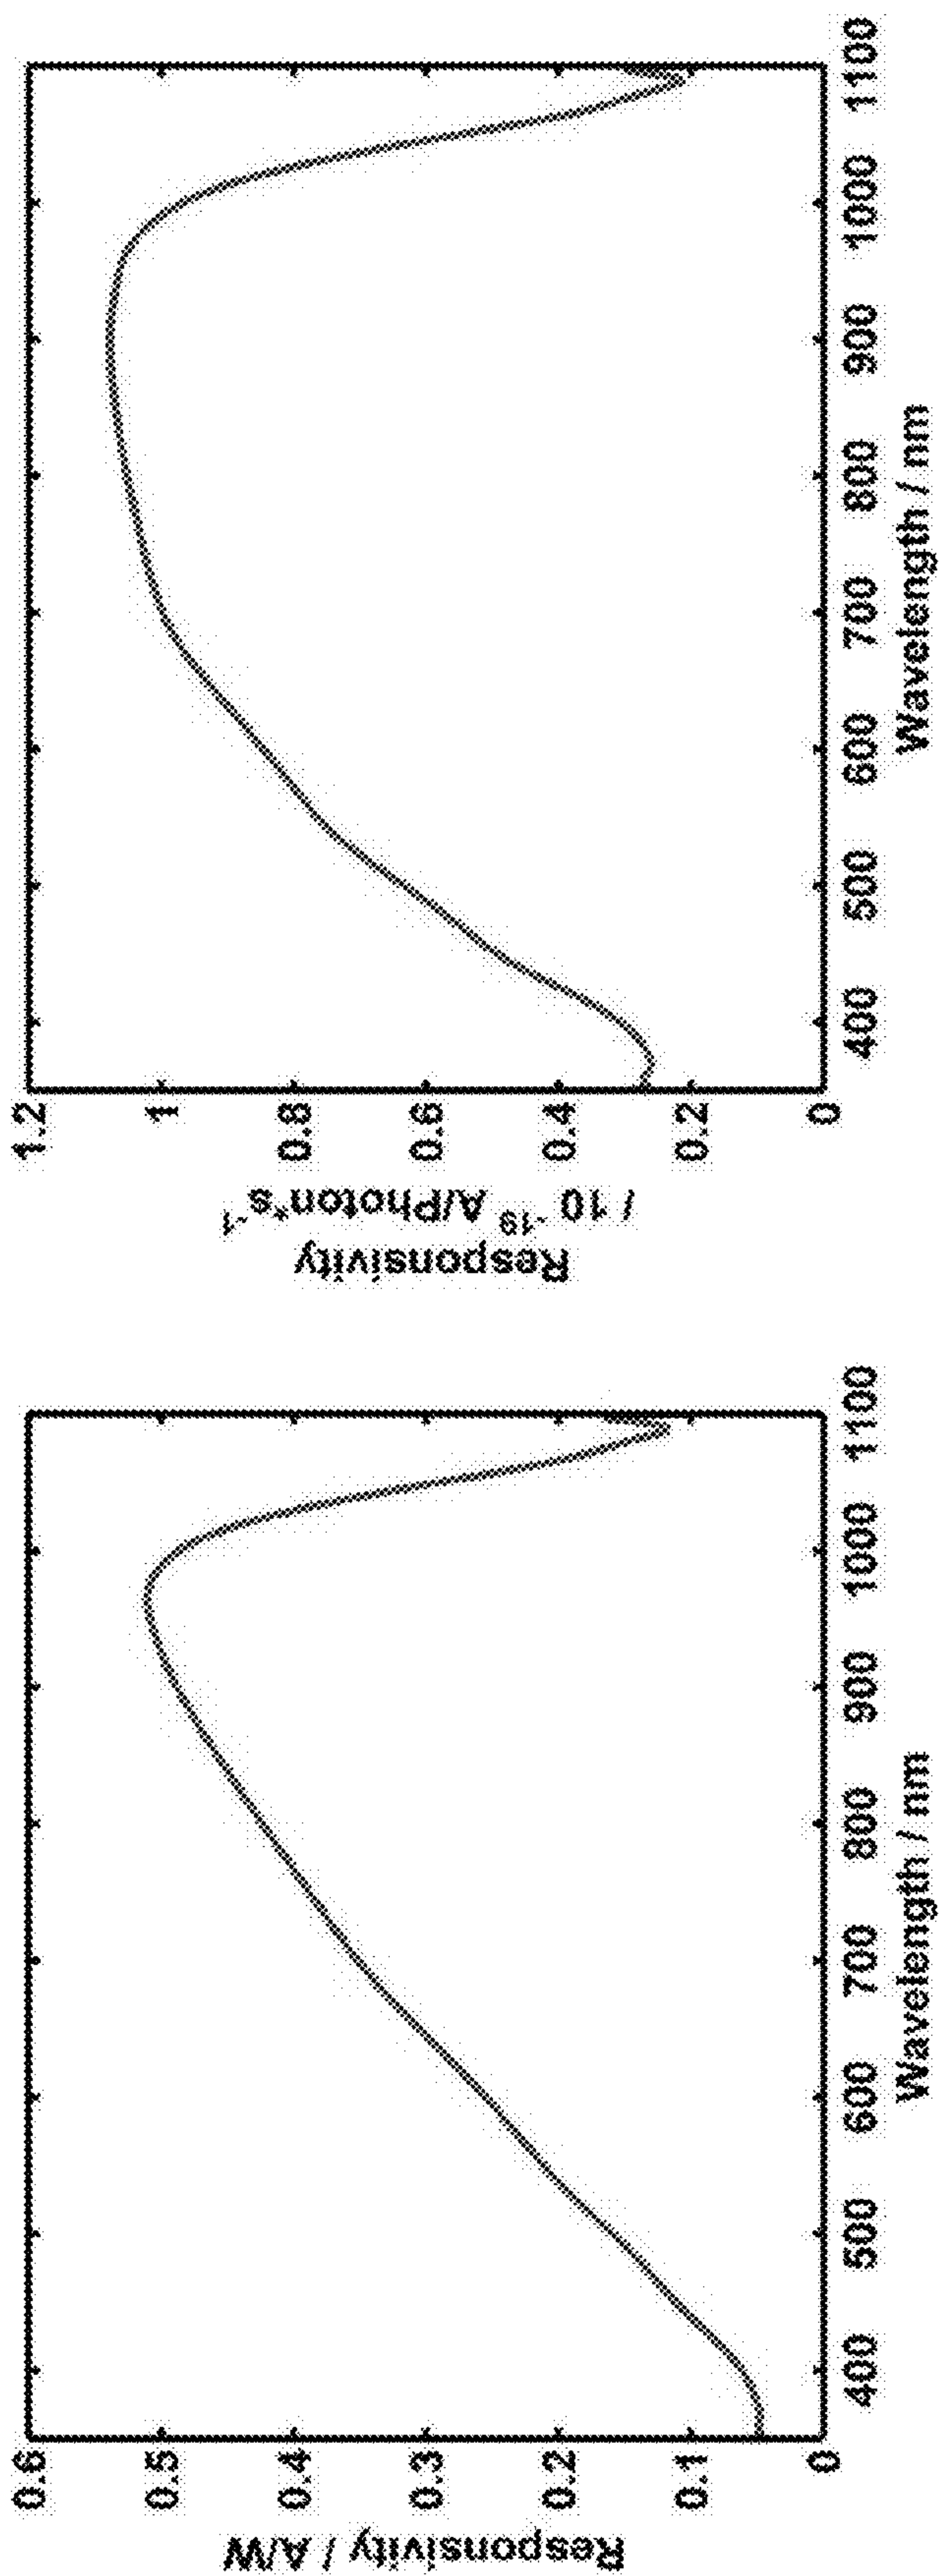 Responsivity / A/W
0.6
0.5
0.4
0.3
0.2
0.1
0
400 500 600 700 800 900 1000 1100
Wavelength / nm
Responsivity
/ 10⁻¹⁹ A/Photon*s⁻¹
1.2
1
0.8
0.6
0.4
0.2
0
400 500 600 700 800 900 1000 1100
Wavelength / nm